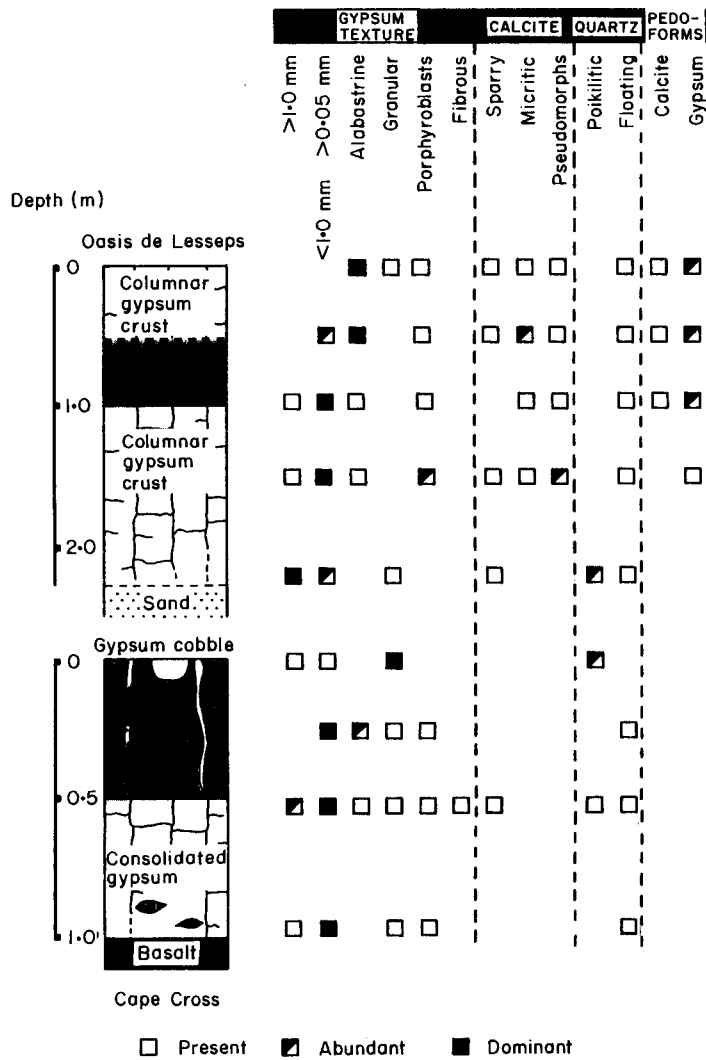 GYPSUM TEXTURE
CALCITE
QUARTZ
PEDO-FORMS
>1·0 mm
<1·0 mm >0·05 mm
Alabastrine
Granular
Porphyroblasts
Fibrous
Sparry
Micritic
Pseudomorphs
Poikilitic
Floating
Calcite
Gypsum
Depth (m)
Oasis de Lesseps
0
Columnar
gypsum
crust
1·0
Columnar
gypsum
crust
2·0
Sand
Gypsum cobble
0
0·5
Consolidated
gypsum
1·0
Basalt
Cape Cross
Present
Abundant
Dominant